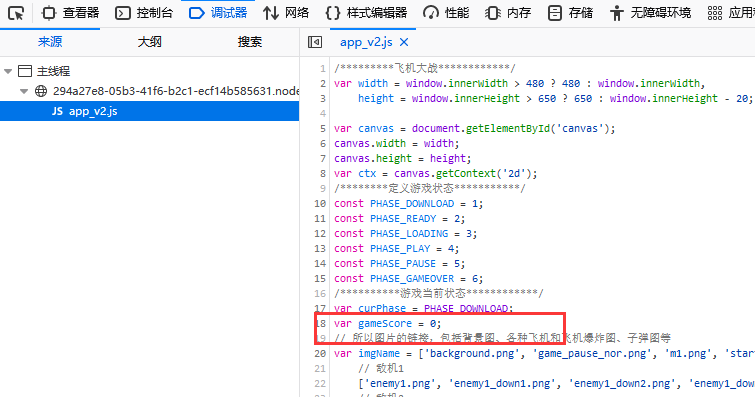 查看器 控制台 调试器 网络 样式编辑器 性能 内存 存储 无障碍环境
来源 大纲 搜索 app_v2.js
主线程
294a27e8-05b3-41f6-b2c1-ecf14b585631.node
JS app_v2.js
1 /*********飞机大战************/
2 var width = window.innerWidth > 480 ? 480 : window.innerWidth,
3 height = window.innerHeight > 650 ? 650 : window.innerHeight - 20;
4
5 var canvas = document.getElementById('canvas');
6 canvas.width = width;
7 canvas.height = height;
8 var ctx = canvas.getContext('2d');
9 /********定义游戏状态***********/
10 const PHASE_DOWNLOAD = 1;
11 const PHASE_READY = 2;
12 const PHASE_LOADING = 3;
13 const PHASE_PLAY = 4;
14 const PHASE_PAUSE = 5;
15 const PHASE_GAMEOVER = 6;
16 /**********游戏当前状态************/
17 var curPhase = PHASE_DOWNLOAD;
18 var gameScore = 0;
19 // 所以图片的链接，包括背景图、各种飞机和飞机爆炸图、子弹图等
20 var imgName = ['background.png', 'game_pause_nor.png', 'm1.png', 'star
21 // 敌机1
22 ['enemy1.png', 'enemy1_down1.png', 'enemy1_down2.png', 'enemy1_down